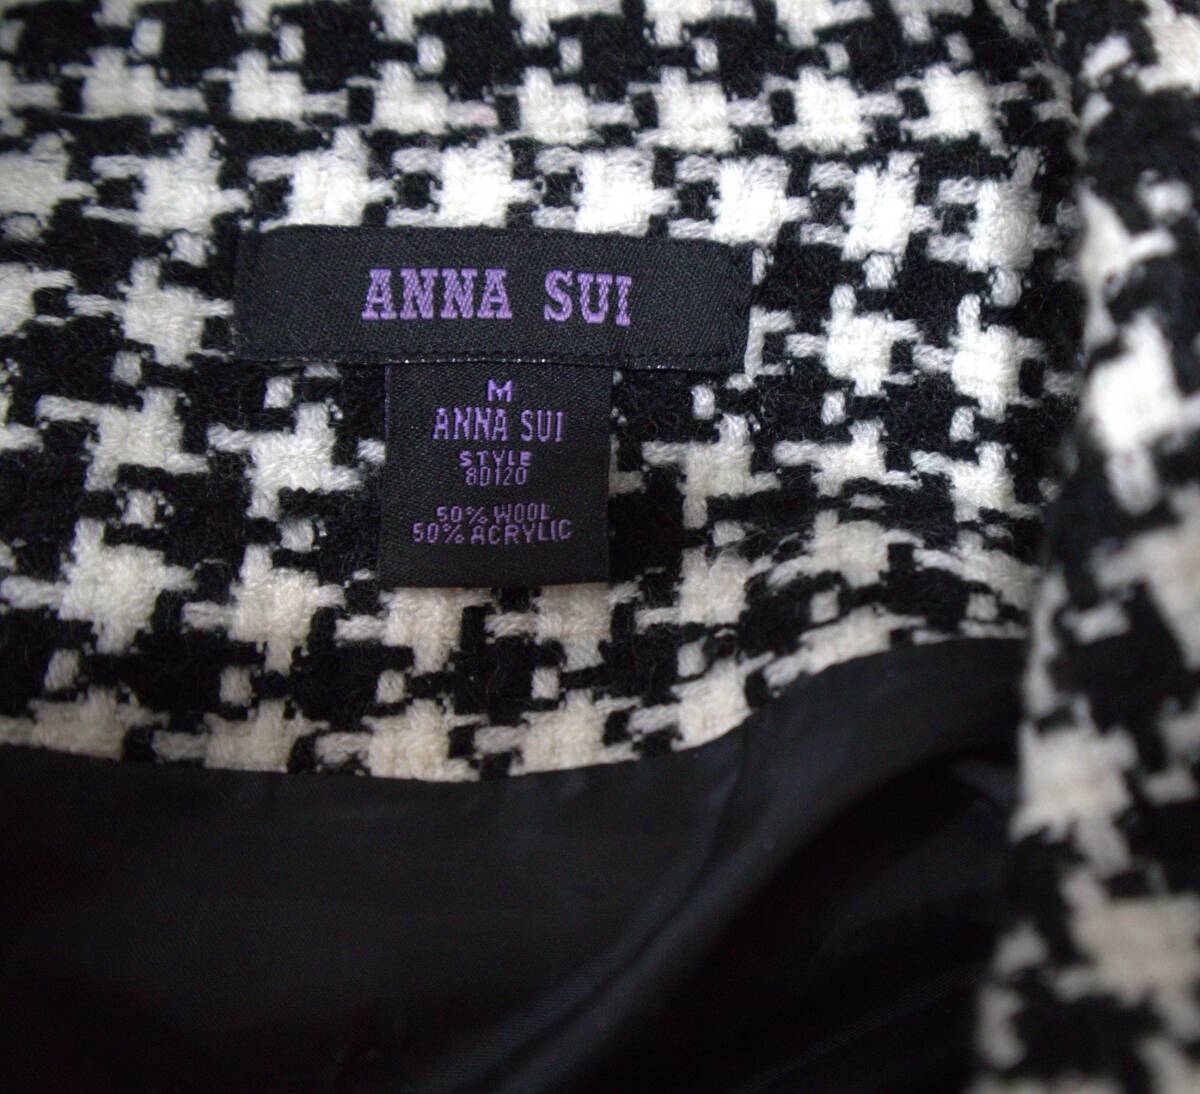 ANNA SUI
M
ANNA SUI
STYLE
8D120
50% WOOL
50% ACRYLIC